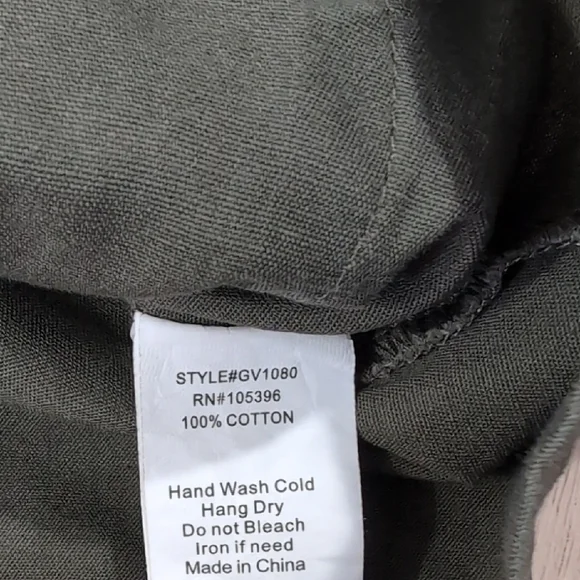 STYLE#GV1080
RN#105396
100% COTTON
Hand Wash Cold
Hang Dry
Do not Bleach
Iron if need
Made in China